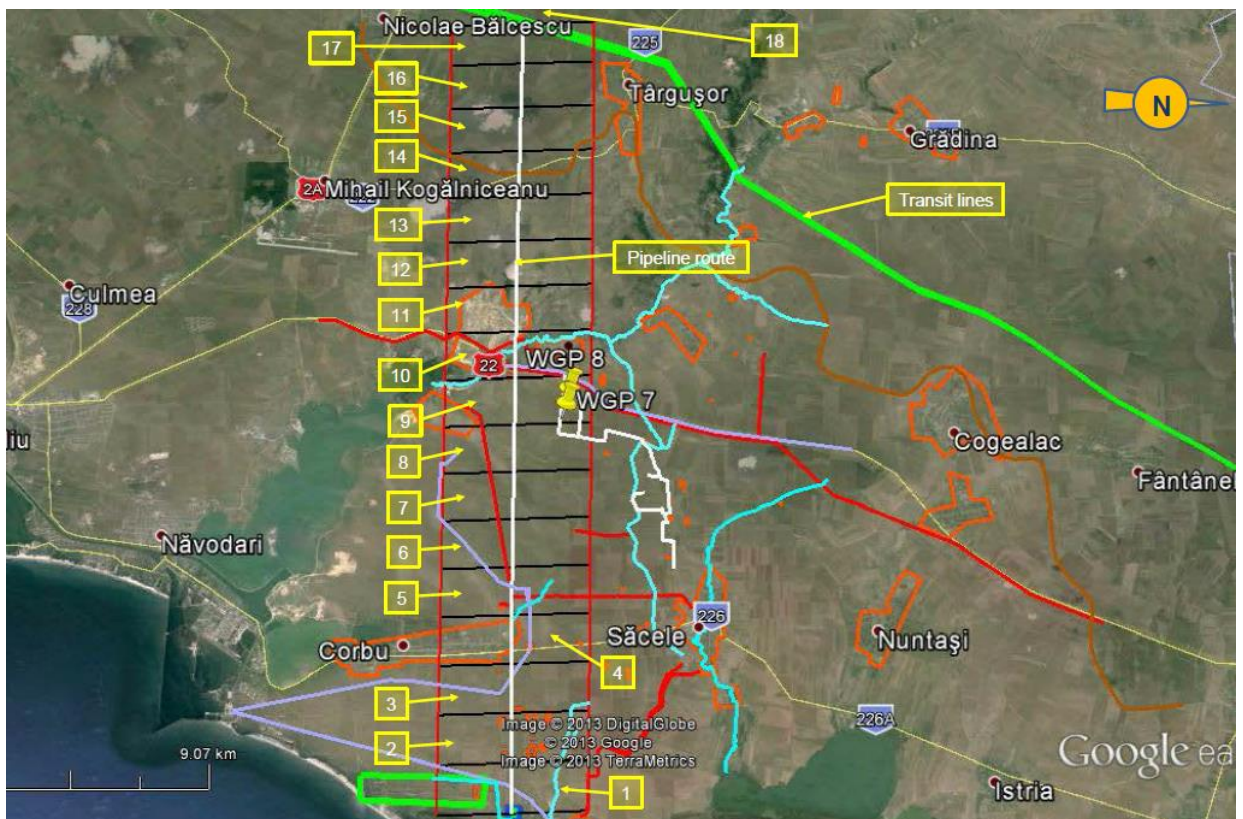 Nicolae Bălcescu
17
18
225
16
Târguşor
N
15
Grădina
14
2A
Mihail Kogălniceanu
222
Transit lines
13
Pipeline route
12
Culmea
228
11
WGP 8
22
10
WGP 7
9
Cogealac
8
Fântânel
7
Năvodari
6
5
226
Săcele
Nuntaşi
Corbu
4
3
226A
Image © 2013 DigitalGlobe
© 2013 Google
Image © 2013 TerraMetrics
2
9.07 km
Google ea
1
Istria